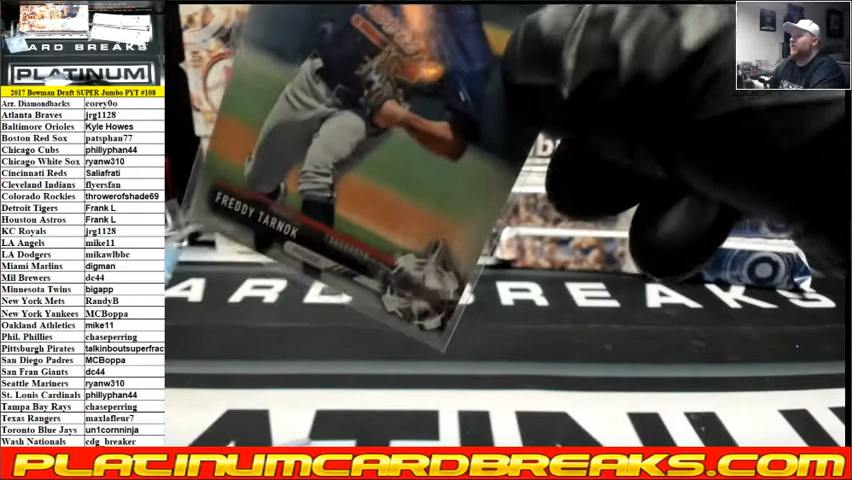 ARD BREAKS
PLATINUM
2017 Bowman Draft SUPER Jumbo PYT #108
Arz. Diamondbacks corey0o
Atlanta Braves jrg1128
Baltimore Orioles Kyle Howes
Boston Red Sox patsphan77
Chicago Cubs phillyphan44
Chicago White Sox ryanw310
Cincinnati Reds Saliafrati
Cleveland Indians flyersfan
Colorado Rockies throwerofshade69
Detroit Tigers Frank L
Houston Astros Frank L
KC Royals jrg1128
LA Angels mike11
LA Dodgers mikawlbbc
Miami Marlins digman
Mil Brewers dc44
Minnesota Twins bigapp
New York Mets RandyB
New York Yankees MCBoppa
Oakland Athletics mike11
Phil. Phillies chaseperring
Pittsburgh Pirates talkinboutsuperfrac
San Diego Padres MCBoppa
San Fran Giants dc44
Seattle Mariners ryanw310
St. Louis Cardinals phillyphan44
Tampa Bay Rays chaseperring
Texas Rangers maxlafleur7
Toronto Blue Jays un1cornninja
Wash Nationals cdg_breaker
FREDDY TARNOK
ARD BREAKS
ATINUM
PLATINUMCARDBREAKS.COM